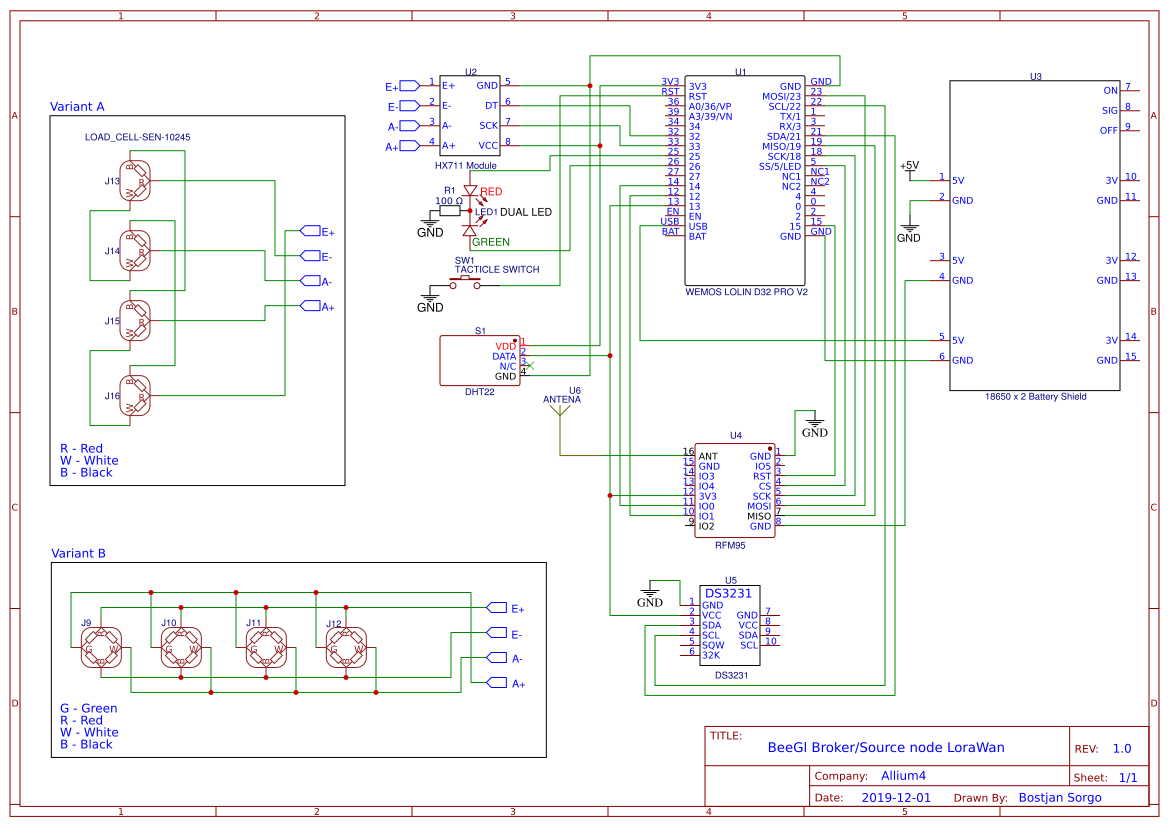 1 2 3 4 5
A
B
C
D
Variant A
LOAD_CELL-SEN-10245
J13
B
R
W
J14
B
R
W
J15
B
R
W
J16
B
R
W
E+
E-
A-
A+
R - Red
W - White
B - Black
Variant B
J9
J10
J11
J12
G W
G W
G W
G W
E+
E-
A-
A+
G - Green
R - Red
W - White
B - Black
U2
E+ 1 E+ GND 5
E- 2 E- DT 6
A- 3 A- SCK 7
A+ 4 A+ VCC 8
HX711 Module
R1
100 Ω
RED
LED1 DUAL LED
GND
GREEN
SW1
TACTICLE SWITCH
GND
S1
VDD 1
DATA 2
N/C 3
GND 4
DHT22
U6
ANTENA
U1
3V3 3V3 GND GND
RST RST MOSI/23 23
36 A0/36/VP SCL/22 22
39 A3/39/VN TX/1 1
34 34 RX/3 3
32 32 SDA/21 21
33 33 MISO/19 19
25 25 SCK/18 18
26 26 SS/5/LED 5
27 27 NC1 NC1
14 14 NC2 NC2
12 12 4 4
13 13 0 0
EN EN 2 2
USB USB 15 15
BAT BAT GND GND
WEMOS LOLIN D32 PRO V2
U3
ON 7
SIG 8
OFF 9
+5V
1 5V 3V 10
2 GND GND 11
GND
3 5V 3V 12
4 GND GND 13
5 5V 3V 14
6 GND GND 15
18650 x 2 Battery Shield
GND
U4
16 ANT GND 1
15 GND IO5 2
14 IO3 RST 3
13 IO4 CS 4
12 3V3 SCK 5
11 IO0 MOSI 6
10 IO1 MISO 7
9 IO2 GND 8
RFM95
GND
U5
DS3231
1 GND
2 VCC GND 7
3 SDA VCC 8
4 SCL SDA 9
5 SQW SCL 10
6 32K
DS3231
TITLE:
BeeGI Broker/Source node LoraWan
REV: 1.0
Company: Allium4
Sheet: 1/1
Date: 2019-12-01 Drawn By: Bostjan Sorgo
A
B
C
D
1 2 3 4 5